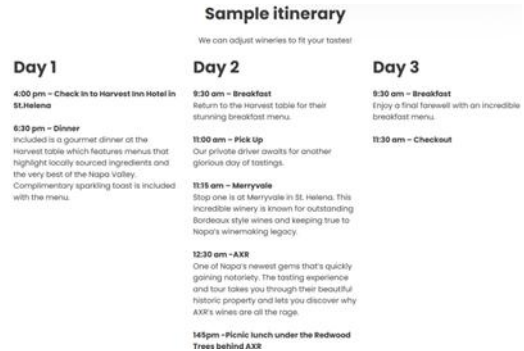 Sample itinerary
We can adjust wineries to fit your tastes!
Day 1
4:00 pm – Check In to Harvest Inn Hotel in
St.Helena
6:30 pm – Dinner
Included is a gourmet dinner at the
Harvest table which features menus that
highlight locally sourced ingredients and
the very best of the Napa Valley.
Complimentary sparkling toast is included
with the menu.
Day 2
9:30 am – Breakfast
Return to the Harvest table for their
stunning breakfast menu.
11:00 am – Pick Up
Our private driver awaits for another
glorious day of tastings.
11:15 am – Merryvale
Stop one is at Merryvale in St. Helena. This
incredible winery is known for outstanding
Bordeaux style wines and keeping true to
Napa's winemaking legacy.
12:30 am -AXR
One of Napa's newest gems that's quickly
gaining notoriety. The tasting experience
and tour takes you through their beautiful
historic property and lets you discover why
AXR's wines are all the rage.
145pm -Picnic lunch under the Redwood
Trees behind AXR
Day 3
9:30 am – Breakfast
Enjoy a final farewell with an incredible
breakfast menu.
11:30 am – Checkout